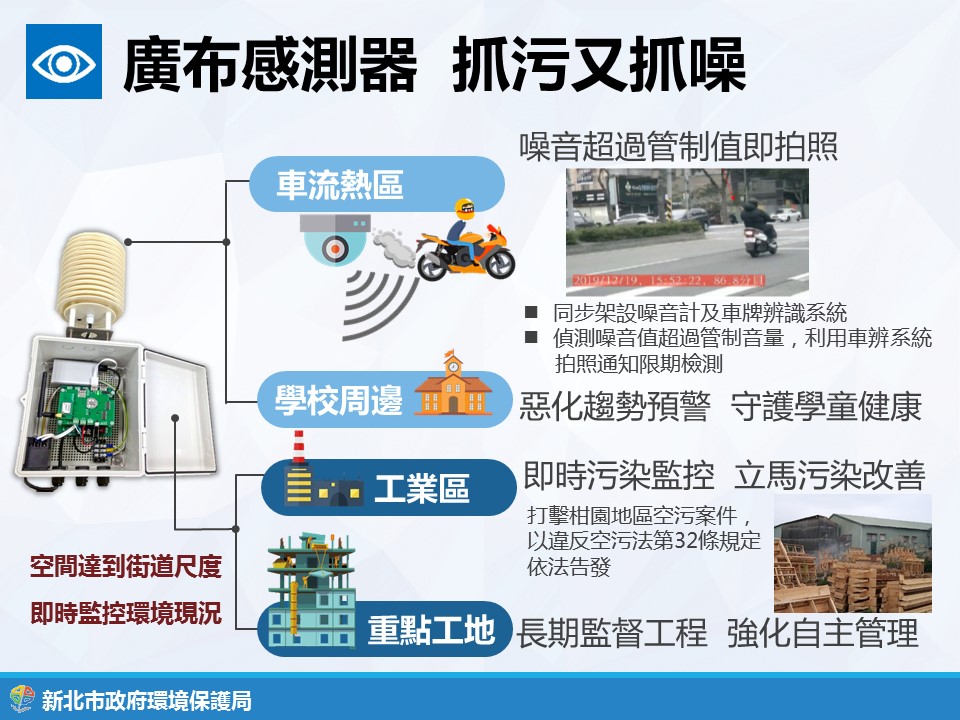 廣布感測器 抓污又抓噪
車流熱區
噪音超過管制值即拍照
2019/12/19, 15:52:22, 86.8分貝
■ 同步架設噪音計及車牌辨識系統
■ 偵測噪音值超過管制音量，利用車辨系統
拍照通知限期檢測
學校周邊
惡化趨勢預警 守護學童健康
工業區
即時污染監控 立馬污染改善
打擊柑園地區空污案件，
以違反空污法第32條規定
依法告發
空間達到街道尺度
即時監控環境現況
重點工地
長期監督工程 強化自主管理
新北市政府環境保護局